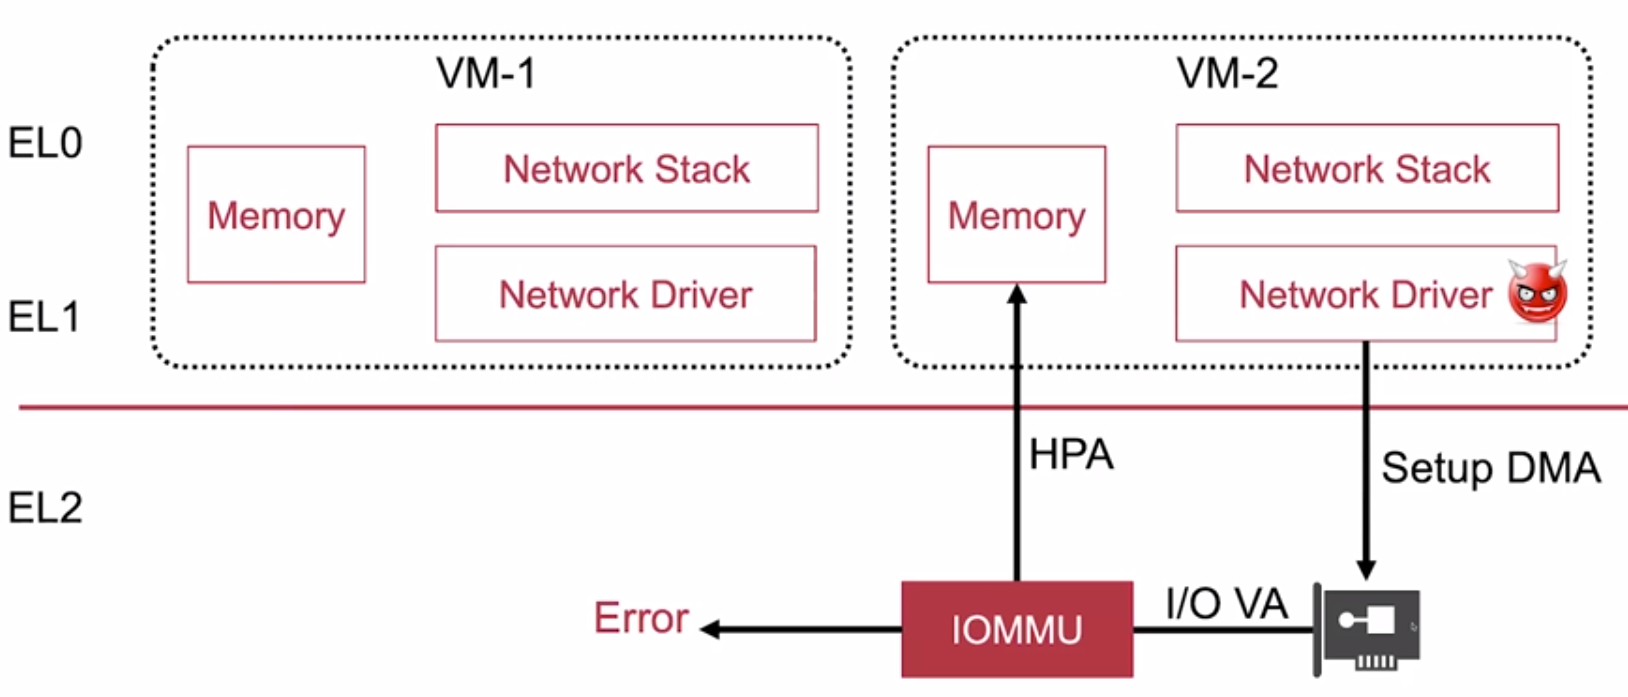 VM-1
VM-2
EL0
Network Stack
Network Stack
Memory
Memory
Network Driver
Network Driver
EL1
HPA
Setup DMA
EL2
I/O VA
Error
IOMMU